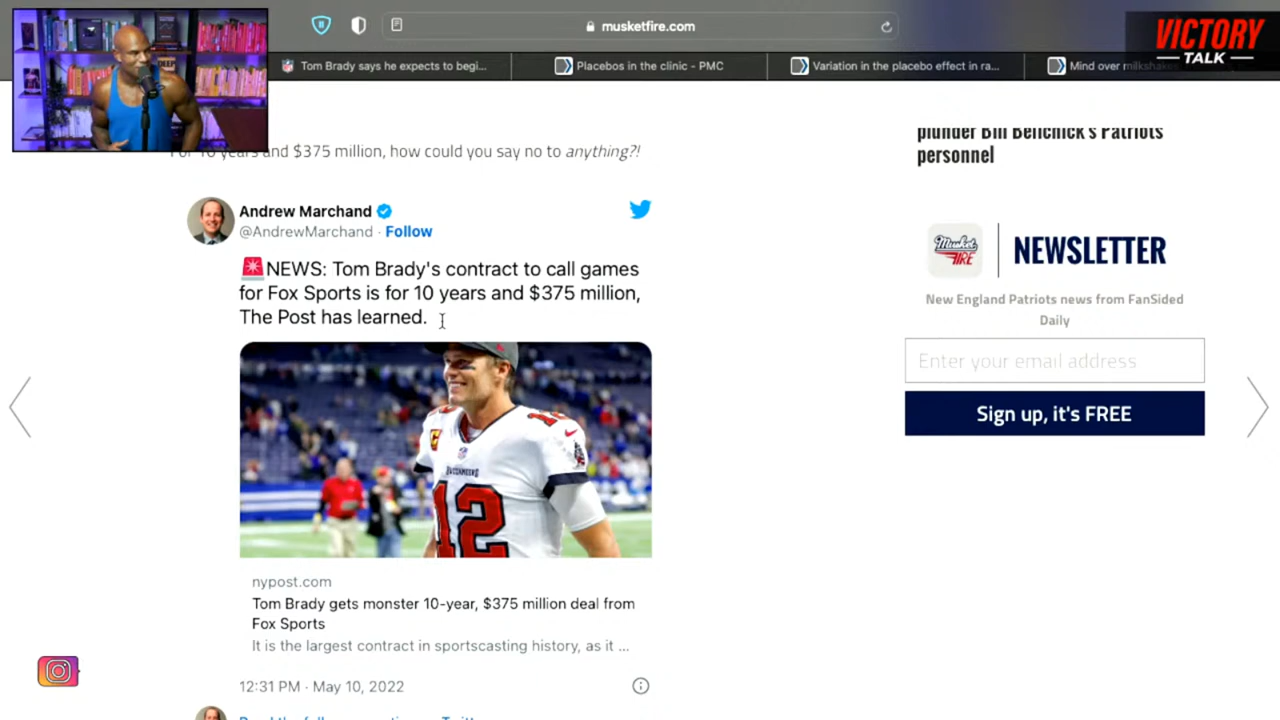 musketfire.com
VICTORY
TALK
Tom Brady says he expects to begi...
Placebos in the clinic - PMC
Variation in the placebo effect in ra...
Mind over milkshake
plunder Bill Belichick's Patriots
personnel
For 10 years and $375 million, how could you say no to anything?!
Andrew Marchand
@AndrewMarchand · Follow
🚨NEWS: Tom Brady's contract to call games
for Fox Sports is for 10 years and $375 million,
The Post has learned.
BUCCANEERS
12
nypost.com
Tom Brady gets monster 10-year, $375 million deal from
Fox Sports
It is the largest contract in sportscasting history, as it ...
12:31 PM · May 10, 2022
Musket
FIRE
NEWSLETTER
New England Patriots news from FanSided
Daily
Enter your email address
Sign up, it's FREE